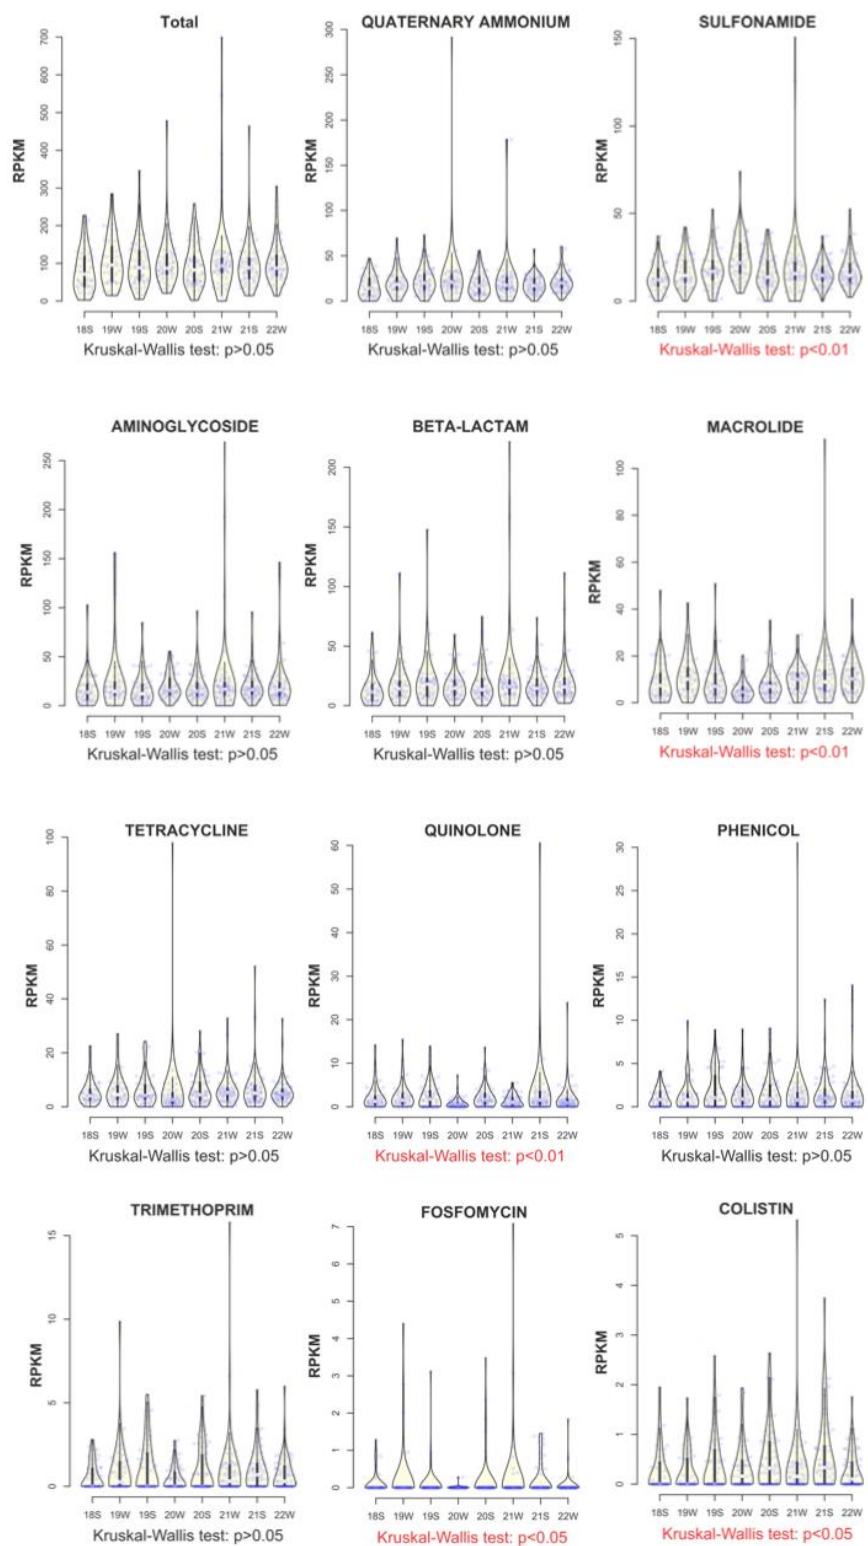 Total QUATERNARY AMMONIUM SULFONAMIDE
RPKM RPKM RPKM
700 600 500 400 300 200 100 0
300 250 200 150 100 50 0
150 100 50 0
18S 19W 19S 20W 20S 21W 21S 22W
18S 19W 19S 20W 20S 21W 21S 22W
18S 19W 19S 20W 20S 21W 21S 22W
Kruskal-Wallis test: p>0.05 Kruskal-Wallis test: p>0.05 Kruskal-Wallis test: p<0.01
AMINOGLYCOSIDE BETA-LACTAM MACROLIDE
RPKM RPKM RPKM
250 200 150 100 50 0
200 150 100 50 0
100 80 60 40 20 0
18S 19W 19S 20W 20S 21W 21S 22W
18S 19W 19S 20W 20S 21W 21S 22W
18S 19W 19S 20W 20S 21W 21S 22W
Kruskal-Wallis test: p>0.05 Kruskal-Wallis test: p>0.05 Kruskal-Wallis test: p<0.01
TETRACYCLINE QUINOLONE PHENICOL
RPKM RPKM RPKM
100 80 60 40 20 0
60 50 40 30 20 10 0
30 25 20 15 10 5 0
18S 19W 19S 20W 20S 21W 21S 22W
18S 19W 19S 20W 20S 21W 21S 22W
18S 19W 19S 20W 20S 21W 21S 22W
Kruskal-Wallis test: p>0.05 Kruskal-Wallis test: p<0.01 Kruskal-Wallis test: p>0.05
TRIMETHOPRIM FOSFOMYCIN COLISTIN
RPKM RPKM RPKM
15 10 5 0
7 6 5 4 3 2 1 0
5 4 3 2 1 0
18S 19W 19S 20W 20S 21W 21S 22W
18S 19W 19S 20W 20S 21W 21S 22W
18S 19W 19S 20W 20S 21W 21S 22W
Kruskal-Wallis test: p>0.05 Kruskal-Wallis test: p<0.05 Kruskal-Wallis test: p<0.05